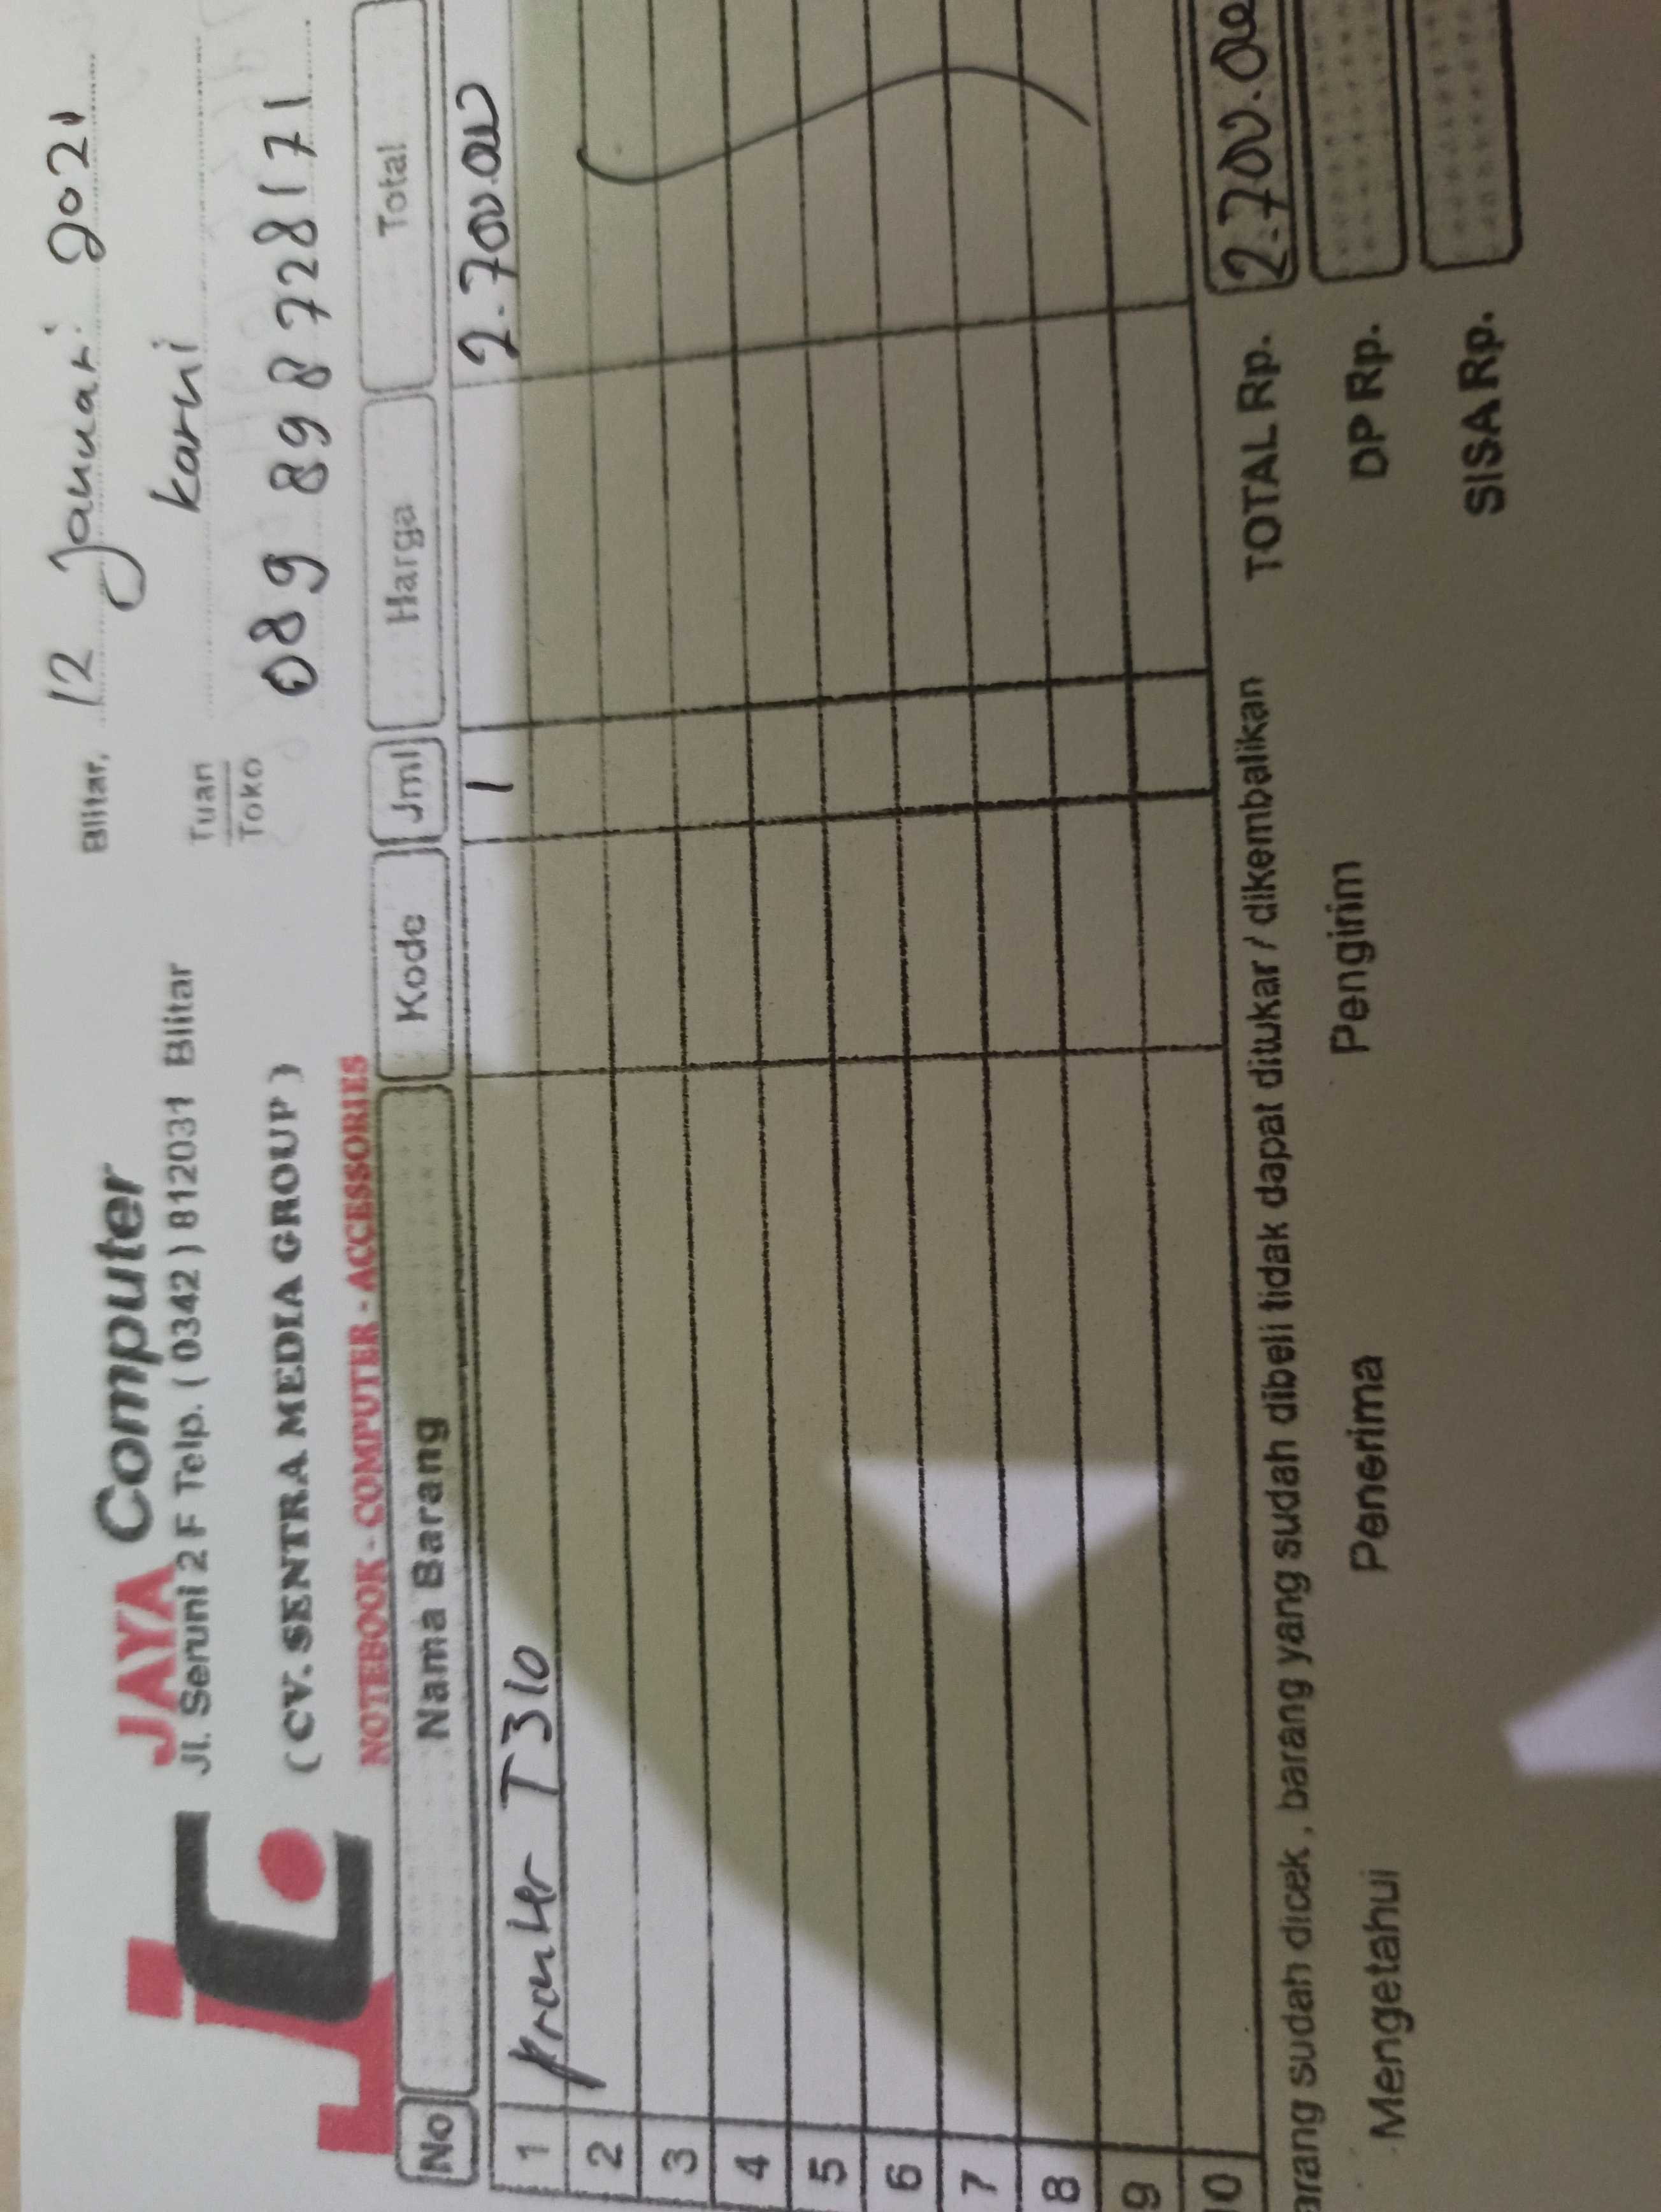 JAYA Computer
Jl. Seruni 2 F Telp. ( 0342 ) 812031 Blitar
( CV. SENTRA MEDIA GROUP )
NOTEBOOK - COMPUTER - ACCESSORIES
Blitar, 12 Januari 2021
Tuan
Toko
Karni
089 898 728171
No Nama Barang Kode Jml Harga Total
1 Printer T310 1 2.700.000
2
3
4
5
6
7
8
9
10
arang sudah dicek , barang yang sudah dibeli tidak dapat ditukar / dikembalikan
TOTAL Rp. 2.700.00
DP Rp.
SISA Rp.
Mengetahui Penerima Pengirim